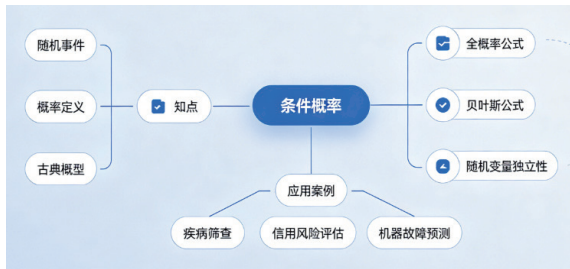 随机事件
概率定义
古典概型
知点
条件概率
全概率公式
贝叶斯公式
随机变量独立性
应用案例
疾病筛查
信用风险评估
机器故障预测